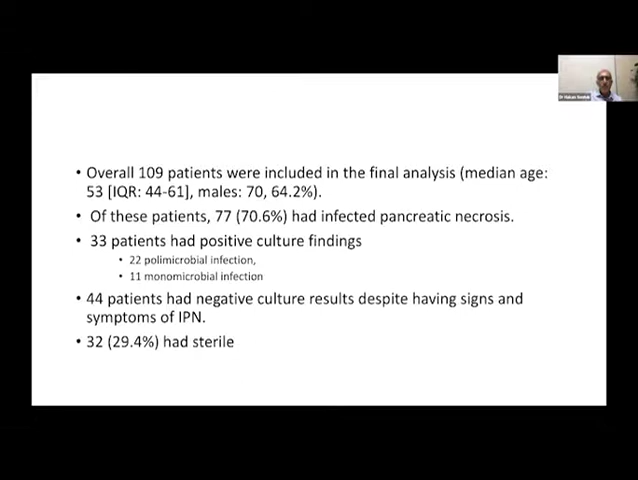 • Overall 109 patients were included in the final analysis (median age:
53 [IQR: 44-61], males: 70, 64.2%).
• Of these patients, 77 (70.6%) had infected pancreatic necrosis.
• 33 patients had positive culture findings
• 22 polimicrobial infection,
• 11 monomicrobial infection
• 44 patients had negative culture results despite having signs and
symptoms of IPN.
• 32 (29.4%) had sterile